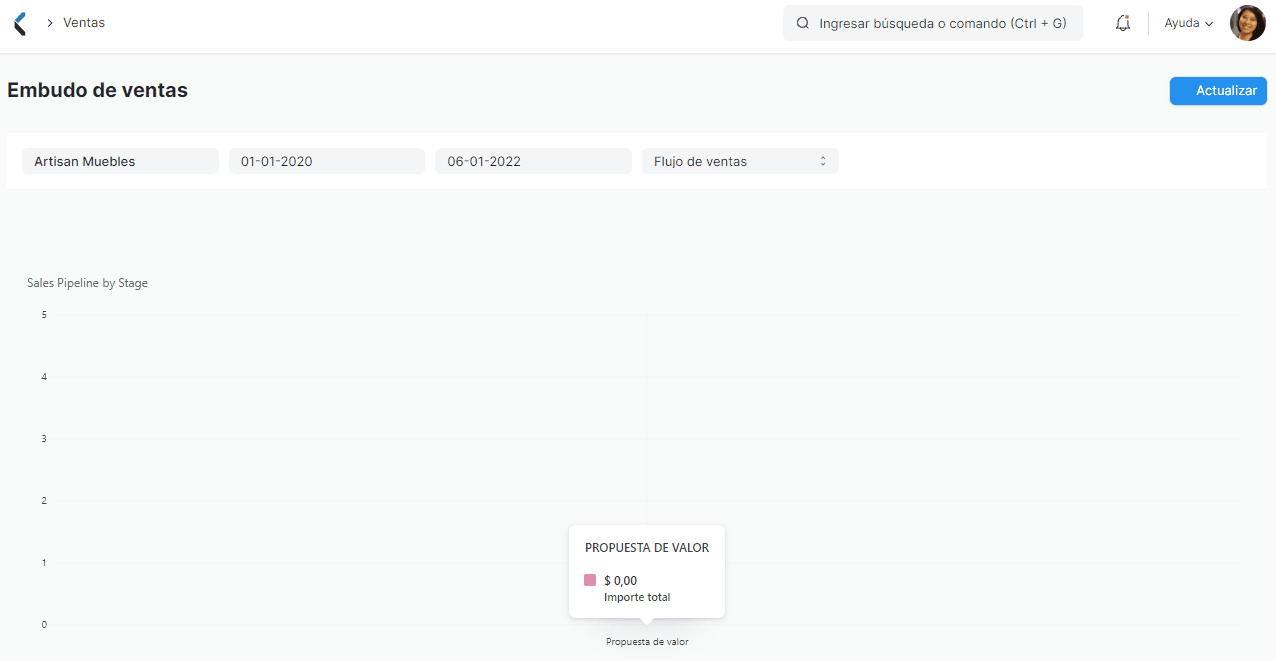 Ventas
Ingresar búsqueda o comando (Ctrl + G)
Ayuda
Embudo de ventas
Actualizar
Artisan Muebles
01-01-2020
06-01-2022
Flujo de ventas
Sales Pipeline by Stage
5
4
3
2
1
0
PROPUESTA DE VALOR
$ 0,00
Importe total
Propuesta de valor